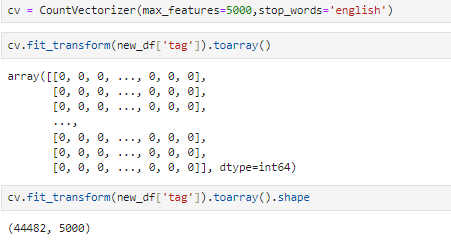 cv = CountVectorizer(max_features=5000,stop_words='english')
cv.fit_transform(new_df['tag']).toarray()
array([[0, 0, 0, ..., 0, 0, 0],
[0, 0, 0, ..., 0, 0, 0],
[0, 0, 0, ..., 0, 0, 0],
...,
[0, 0, 0, ..., 0, 0, 0],
[0, 0, 0, ..., 0, 0, 0],
[0, 0, 0, ..., 0, 0, 0]], dtype=int64)
cv.fit_transform(new_df['tag']).toarray().shape
(44482, 5000)